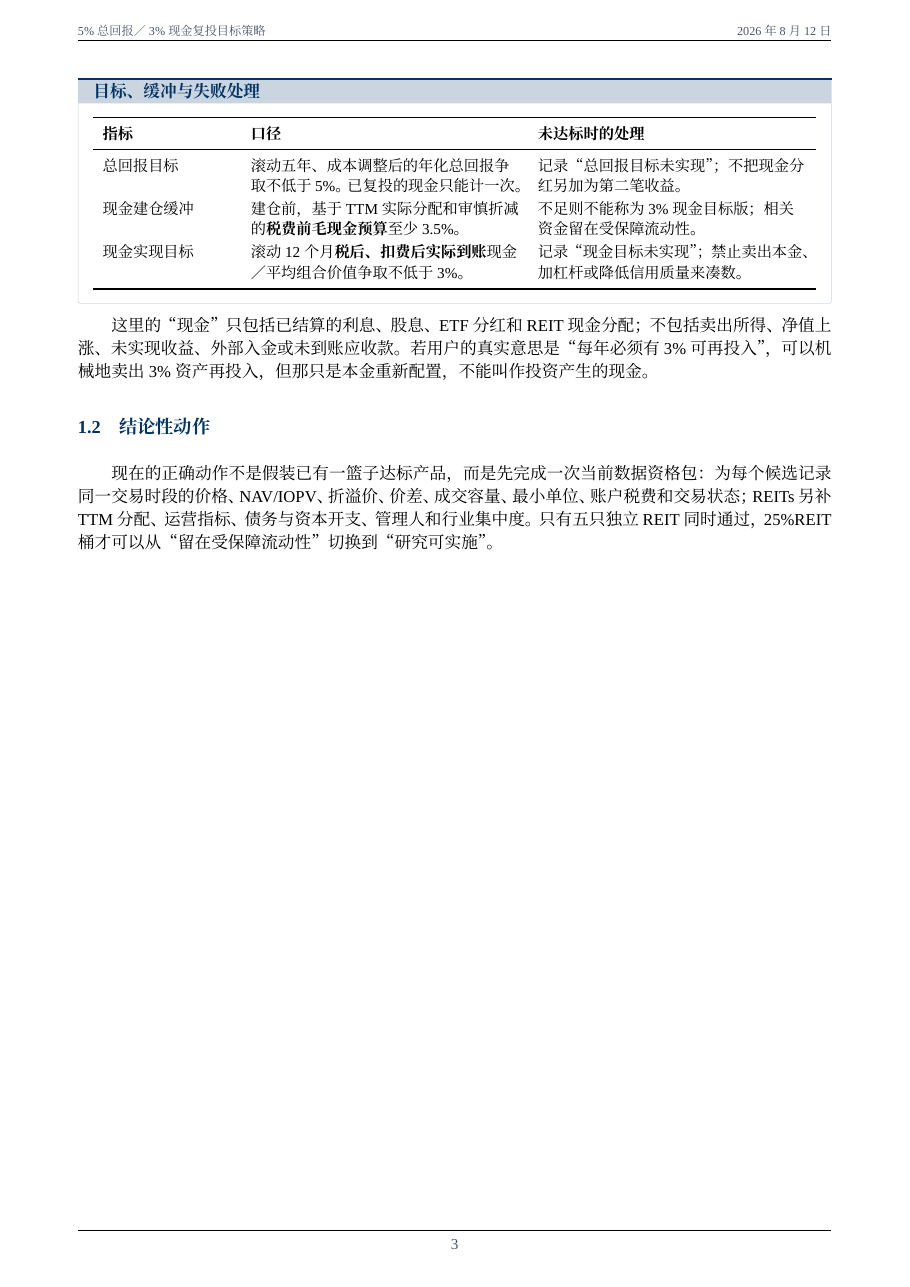 5% 总回报／ 3% 现金复投目标策略
2026 年 8 月 12 日
目标、缓冲与失败处理
指标 口径 未达标时的处理
总回报目标 滚动五年、成本调整后的年化总回报争 记录“总回报目标未实现”；不把现金分
取不低于 5%。已复投的现金只能计一次。 红另加为第二笔收益。
现金建仓缓冲 建仓前，基于 TTM 实际分配和审慎折减 不足则不能称为 3% 现金目标版；相关
的税费前毛现金预算至少 3.5%。 资金留在受保障流动性。
现金实现目标 滚动 12 个月税后、扣费后实际到账现金 记录“现金目标未实现”；禁止卖出本金、
／平均组合价值争取不低于 3%。 加杠杆或降低信用质量来凑数。
这里的“现金”只包括已结算的利息、股息、ETF 分红和 REIT 现金分配；不包括卖出所得、净值上
涨、未实现收益、外部入金或未到账应收款。若用户的真实意思是“每年必须有 3% 可再投入”，可以机
械地卖出 3% 资产再投入，但那只是本金重新配置，不能叫作投资产生的现金。
1.2 结论性动作
现在的正确动作不是假装已有一篮子达标产品，而是先完成一次当前数据资格包：为每个候选记录
同一交易时段的价格、NAV/IOPV、折溢价、价差、成交容量、最小单位、账户税费和交易状态；REITs 另补
TTM 分配、运营指标、债务与资本开支、管理人和行业集中度。只有五只独立 REIT 同时通过，25%REIT
桶才可以从“留在受保障流动性”切换到“研究可实施”。
3